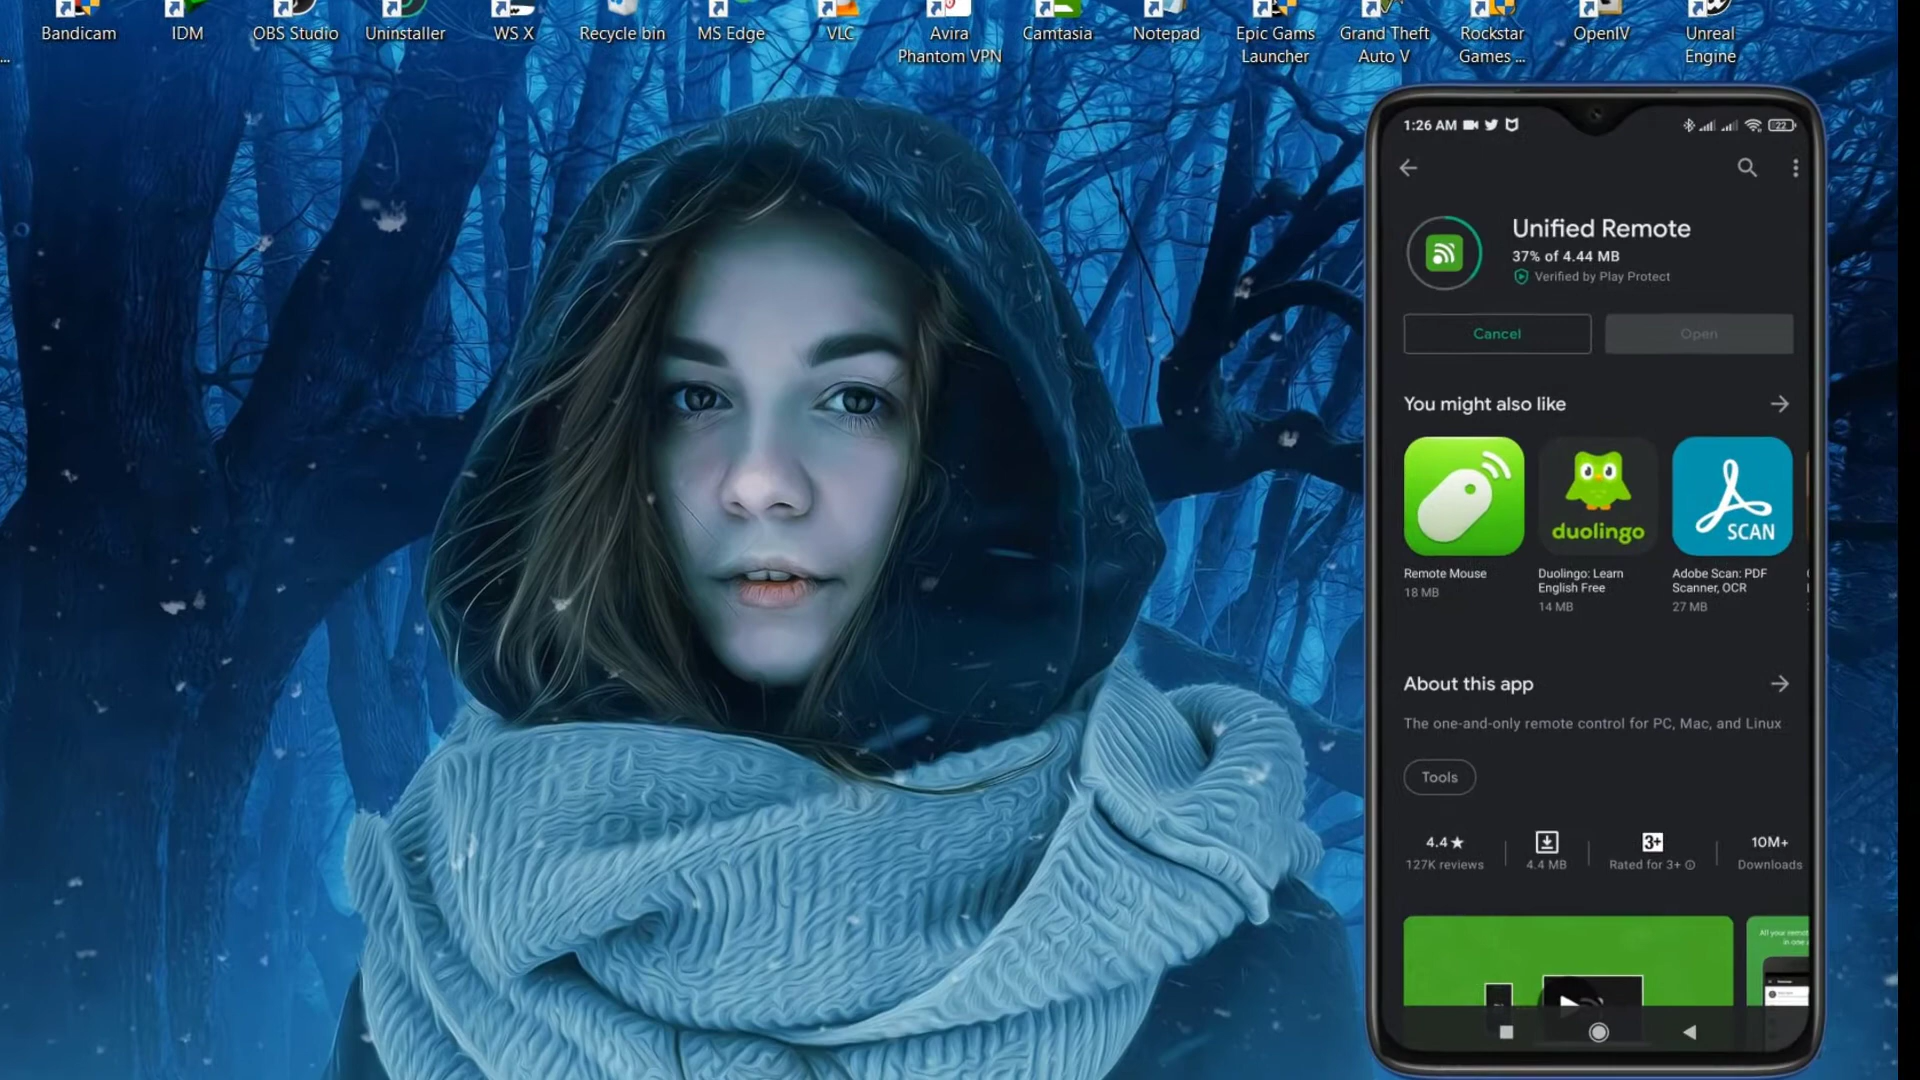 Bandicam
IDM
OBS Studio
Uninstaller
WS X
Recycle bin
MS Edge
VLC
Avira
Phantom VPN
Camtasia
Notepad
Epic Gams
Launcher
Grand Theft
Auto V
Rockstar
Games ...
OpenIV
Unreal
Engine
...
1:26 AM
22
Unified Remote
37% of 4.44 MB
Verified by Play Protect
Cancel
Open
You might also like
duolingo
SCAN
Remote Mouse
18 MB
Duolingo: Learn
English Free
14 MB
Adobe Scan: PDF
Scanner, OCR
27 MB
About this app
The one-and-only remote control for PC, Mac, and Linux
Tools
4.4★
127K reviews
4.4 MB
3+
Rated for 3+
10M+
Downloads
All your remot
in one a